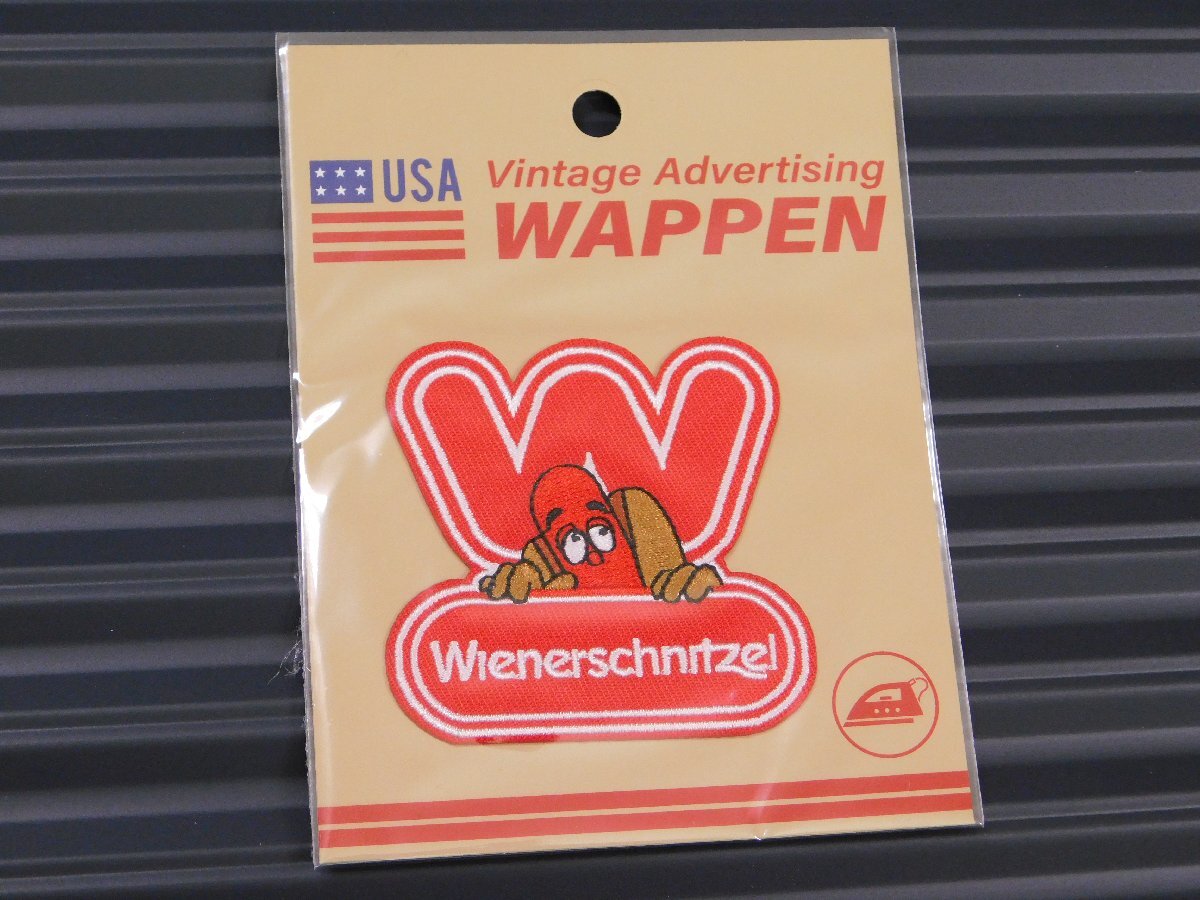 USA
Vintage Advertising
WAPPEN
W
Wienerschnitzel